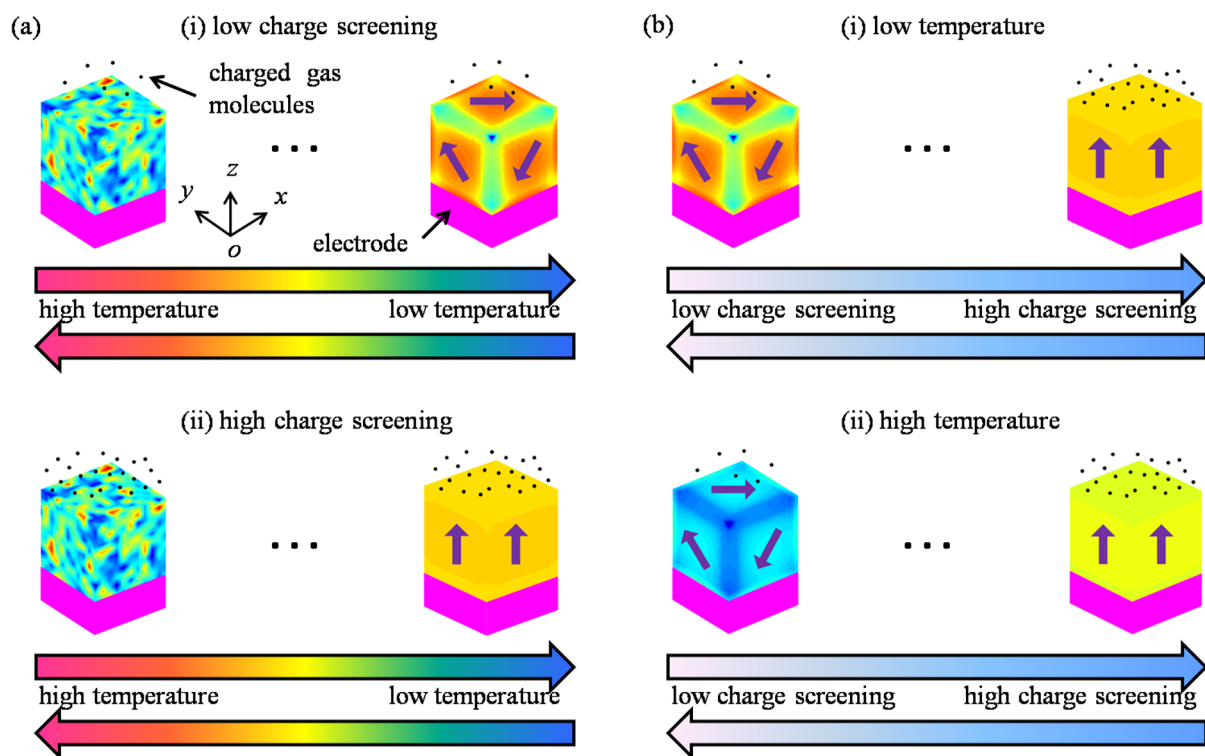 (a)
(i) low charge screening
charged gas
molecules
z
y
x
o
electrode
high temperature
low temperature
(ii) high charge screening
high temperature
low temperature
(b)
(i) low temperature
low charge screening
high charge screening
(ii) high temperature
low charge screening
high charge screening